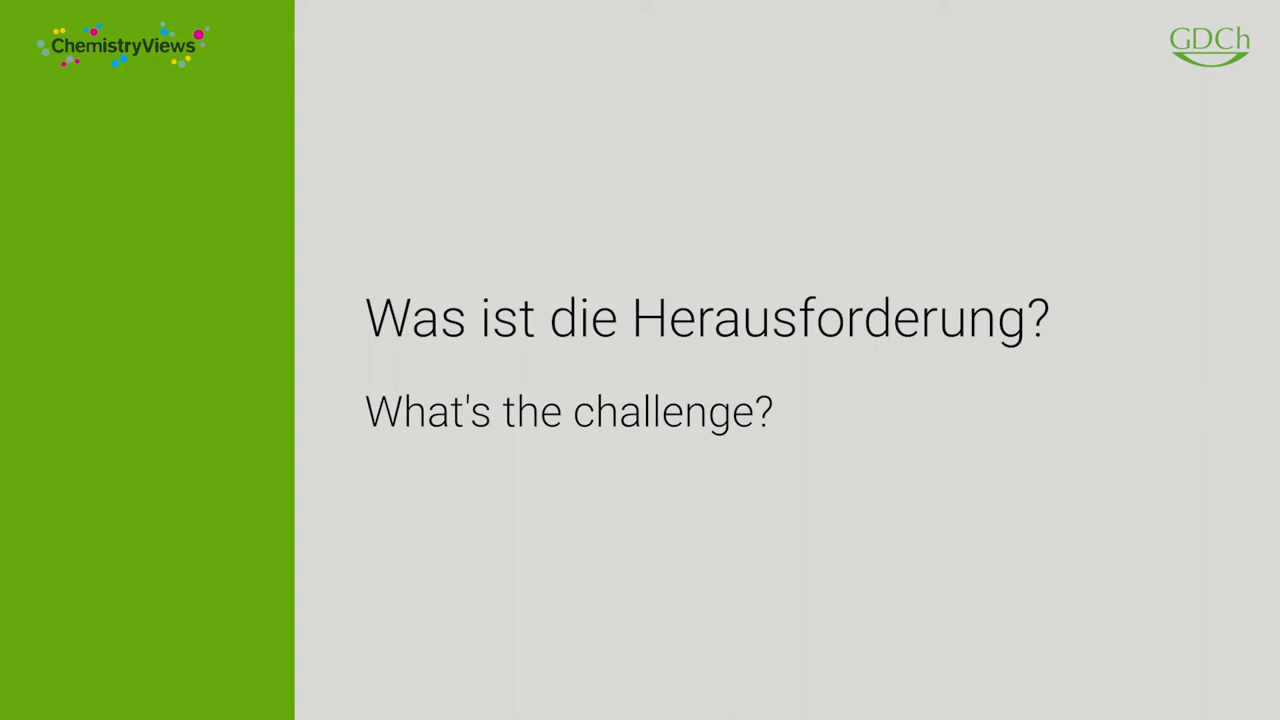 ChemistryViews
GDCh
Was ist die Herausforderung?
What's the challenge?